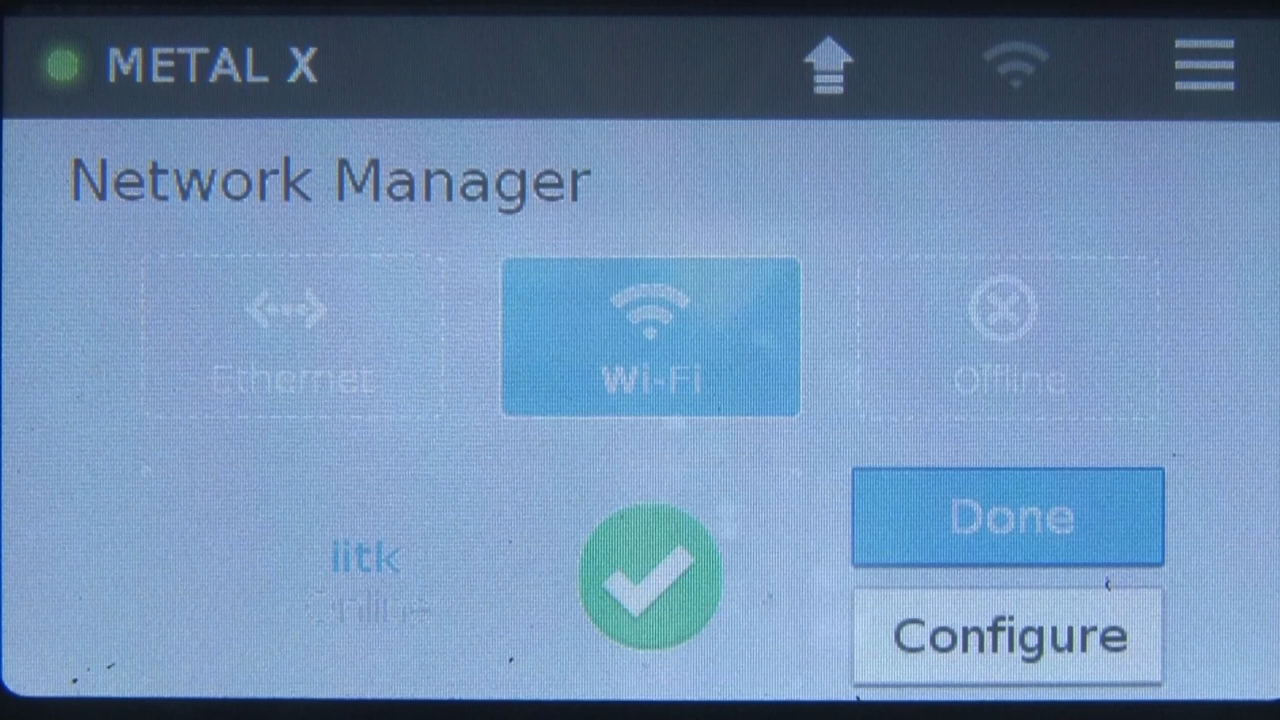 METAL X
Network Manager
Ethernet
Wi-Fi
Offline
Done
iitk
Online
Configure